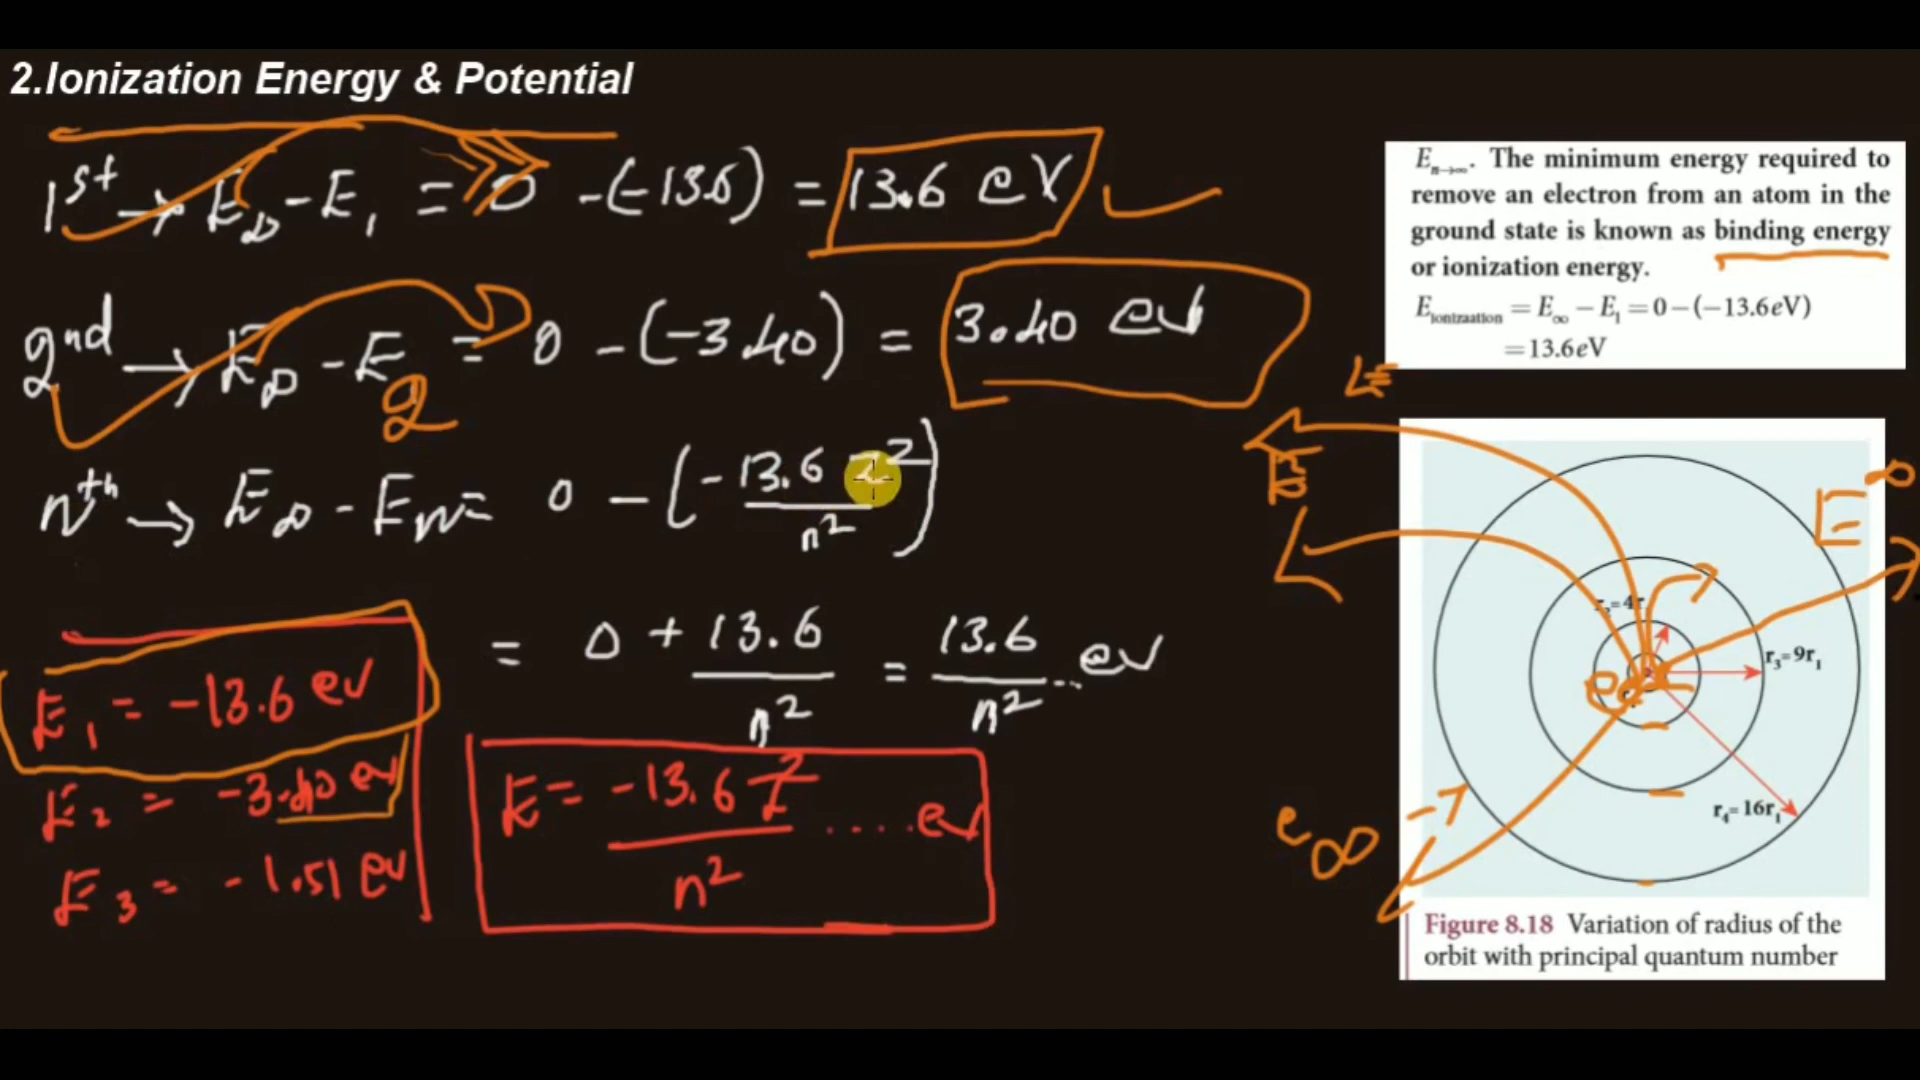 2.Ionization Energy & Potential
1st → E∞ - E1 = 0 - (-13.6) = 13.6 eV
2nd → E∞ - E2 = 0 - (-3.40) = 3.40 ev
nth → E∞ - En = 0 - (-13.6 Z² / n²)
= 0 + 13.6 / n² = 13.6 / n² .. ev
E1 = -13.6 ev
E2 = -3.40 ev
E3 = -1.51 ev
E = -13.6 Z / n² .... ev
En→∞. The minimum energy required to
remove an electron from an atom in the
ground state is known as binding energy
or ionization energy.
Eionizaation = E∞ − E1 = 0 − (−13.6eV)
= 13.6eV
E∞
r3= 9r1
r4= 16r1
e∞
Figure 8.18 Variation of radius of the
orbit with principal quantum number